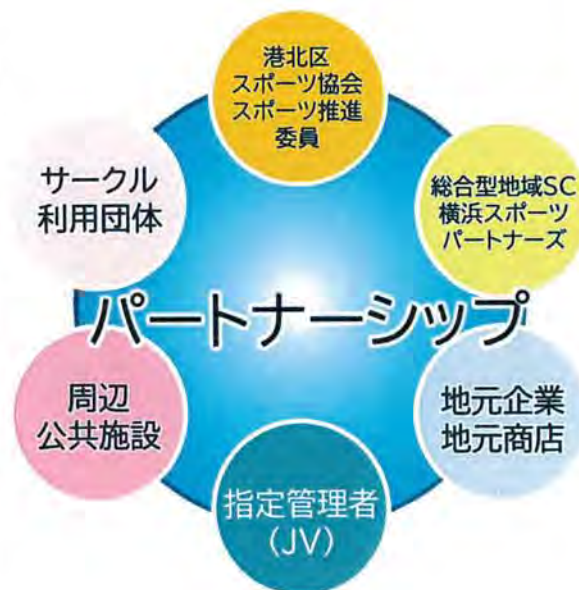 港北区
スポーツ協会
スポーツ推進
委員
サークル
利用団体
総合型地域SC
横浜スポーツ
パートナーズ
パートナーシップ
周辺
公共施設
地元企業
地元商店
指定管理者
(JV)